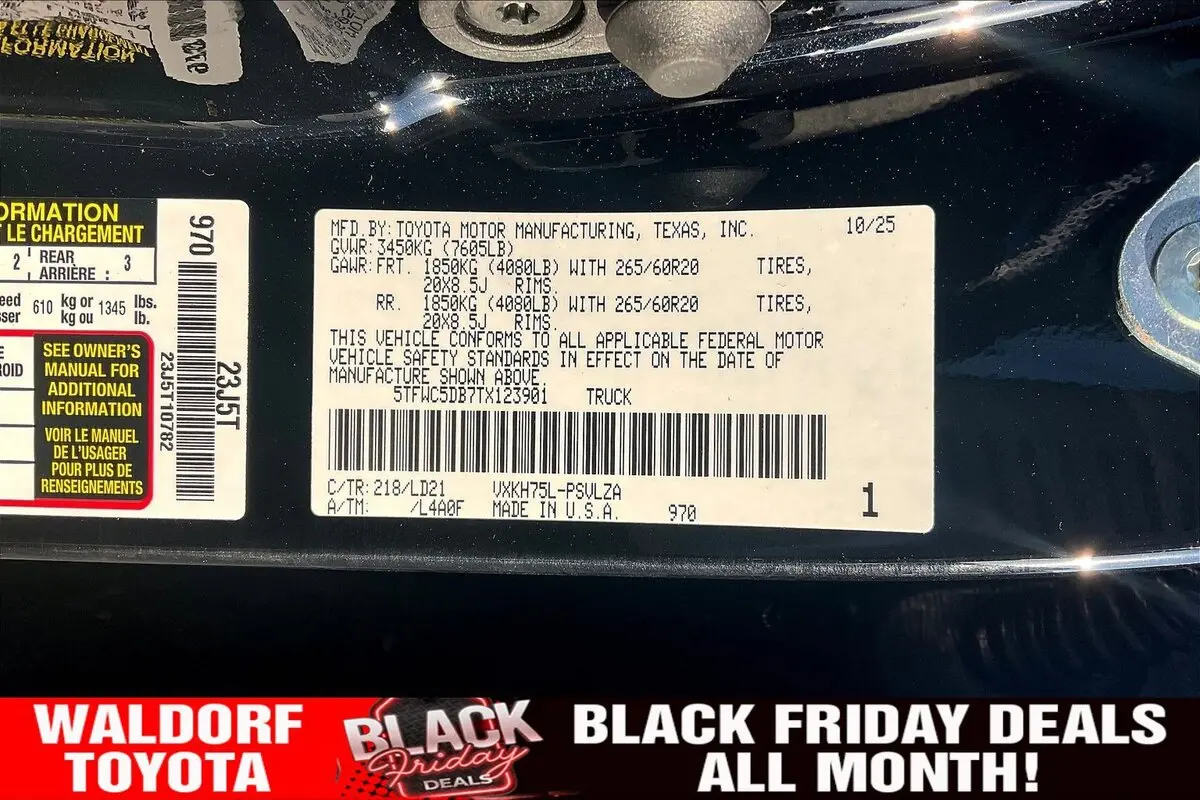 ORMATION
T LE CHARGEMENT
2 REAR ARRIÈRE : 3
eed
sser
610 kg or kg ou 1345 lbs. lb.
E
ROID
SEE OWNER'S
MANUAL FOR
ADDITIONAL
INFORMATION
VOIR LE MANUEL
DE L'USAGER
POUR PLUS DE
RENSEIGNEMENTS
970
23J5T
23J5T10782
MFD.BY:TOYOTA MOTOR MANUFACTURING, TEXAS, INC. 10/25
GVWR:3450KG (7605LB)
GAWR:FRT. 1850KG (4080LB) WITH 265/60R20 TIRES,
20X8.5J RIMS.
RR. 1850KG (4080LB) WITH 265/60R20 TIRES,
20X8.5J RIMS.
THIS VEHICLE CONFORMS TO ALL APPLICABLE FEDERAL MOTOR
VEHICLE SAFETY STANDARDS IN EFFECT ON THE DATE OF
MANUFACTURE SHOWN ABOVE.
5TFWC5DB7TX123901 TRUCK
C/TR:218/LD21 VXKH75L-PSVLZA
A/TM: /L4A0F MADE IN U.S.A. 970 1
WALDORF
TOYOTA
BLACK
Friday
DEALS
BLACK FRIDAY DEALS
ALL MONTH!